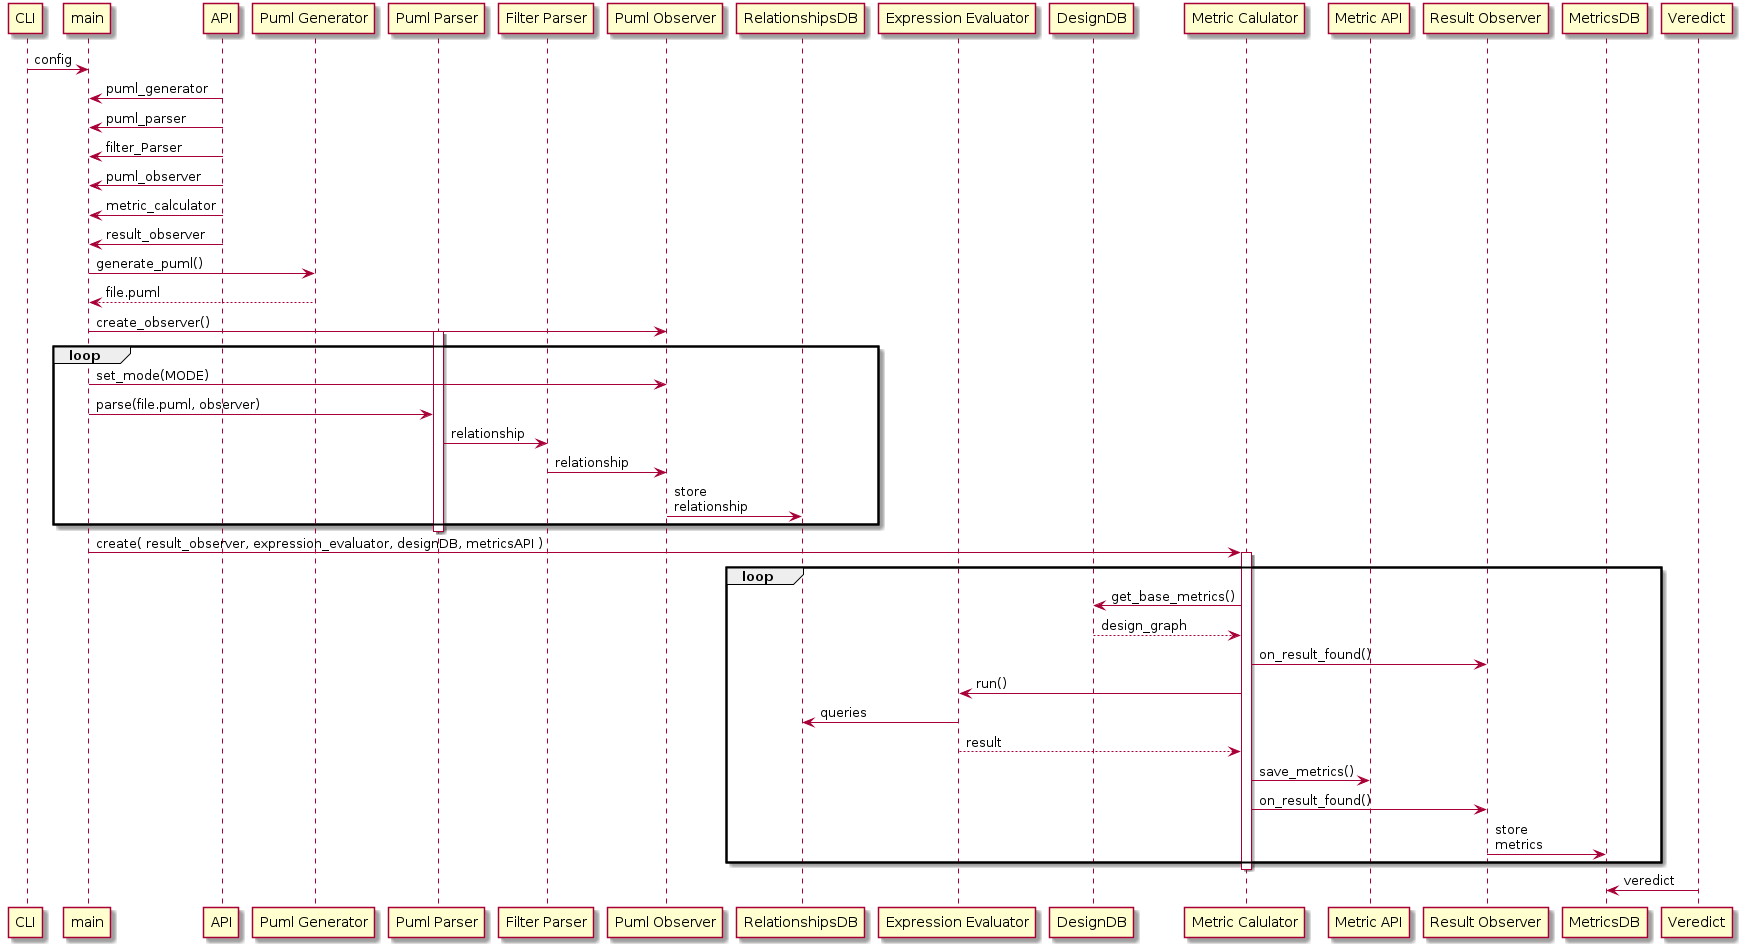 CLI
main
API
Puml Generator
Puml Parser
Filter Parser
Puml Observer
RelationshipsDB
Expression Evaluator
DesignDB
Metric Calulator
Metric API
Result Observer
MetricsDB
Veredict
config
puml_generator
puml_parser
filter_Parser
puml_observer
metric_calculator
result_observer
generate_puml()
file.puml
create_observer()
loop
set_mode(MODE)
parse(file.puml, observer)
relationship
relationship
store
relationship
create( result_observer, expression_evaluator, designDB, metricsAPI )
loop
get_base_metrics()
design_graph
on_result_found()
run()
queries
result
save_metrics()
on_result_found()
store
metrics
veredict
CLI
main
API
Puml Generator
Puml Parser
Filter Parser
Puml Observer
RelationshipsDB
Expression Evaluator
DesignDB
Metric Calulator
Metric API
Result Observer
MetricsDB
Veredict